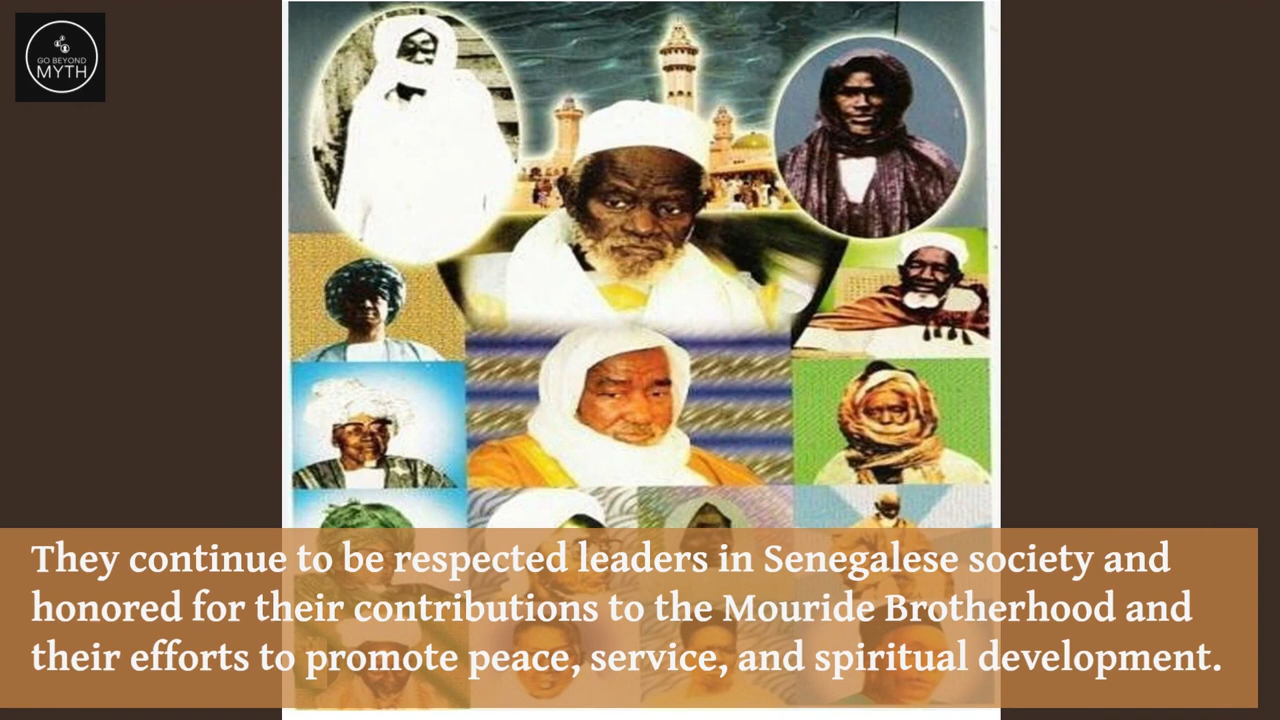 GO BEYOND
MYTH
They continue to be respected leaders in Senegalese society and
honored for their contributions to the Mouride Brotherhood and
their efforts to promote peace, service, and spiritual development.